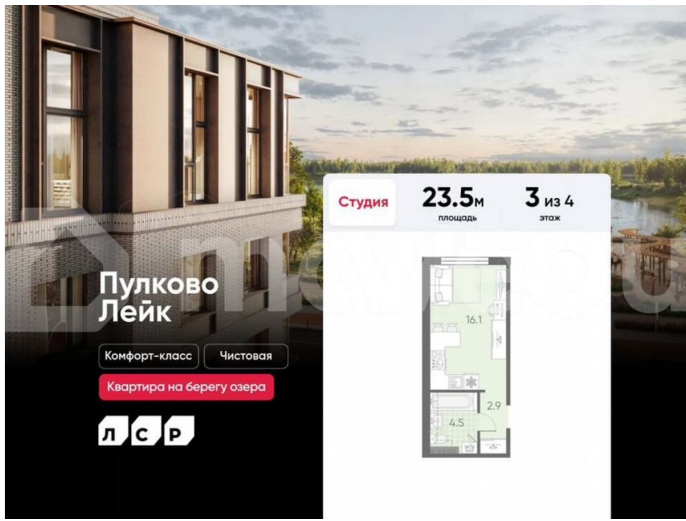 Студия
23.5м
площадь
3 из 4
этаж
Пулково
Лейк
Комфорт-класс
Чистовая
Квартира на берегу озера
ЛСР
16.1
2.9
4.5